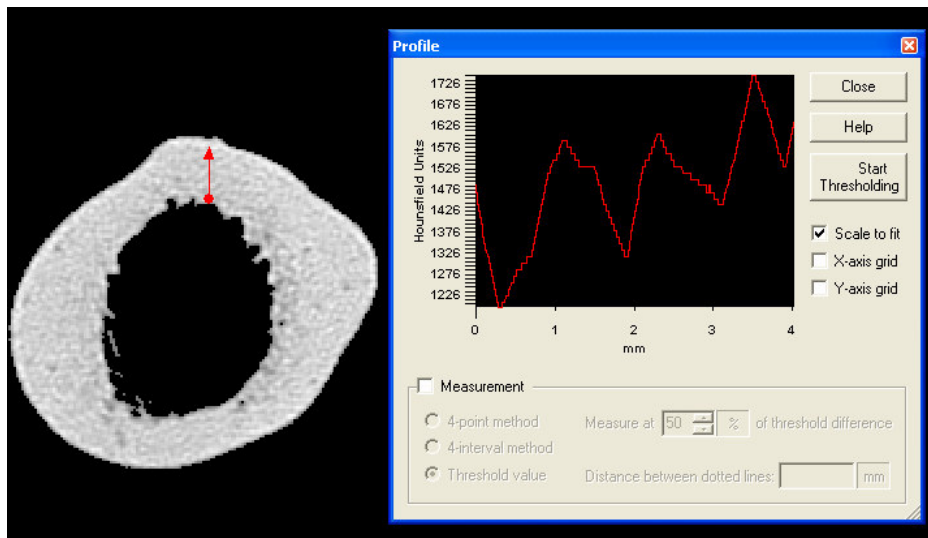 Profile
1726
1676
1626
1576
1526
1476
1426
1376
1326
1276
1226
Hounsfield Units
0 1 2 3 4
mm
Close
Help
Start
Thresholding
Scale to fit
X-axis grid
Y-axis grid
Measurement
4-point method
Measure at 50 % of threshold difference
4-interval method
Threshold value
Distance between dotted lines: mm